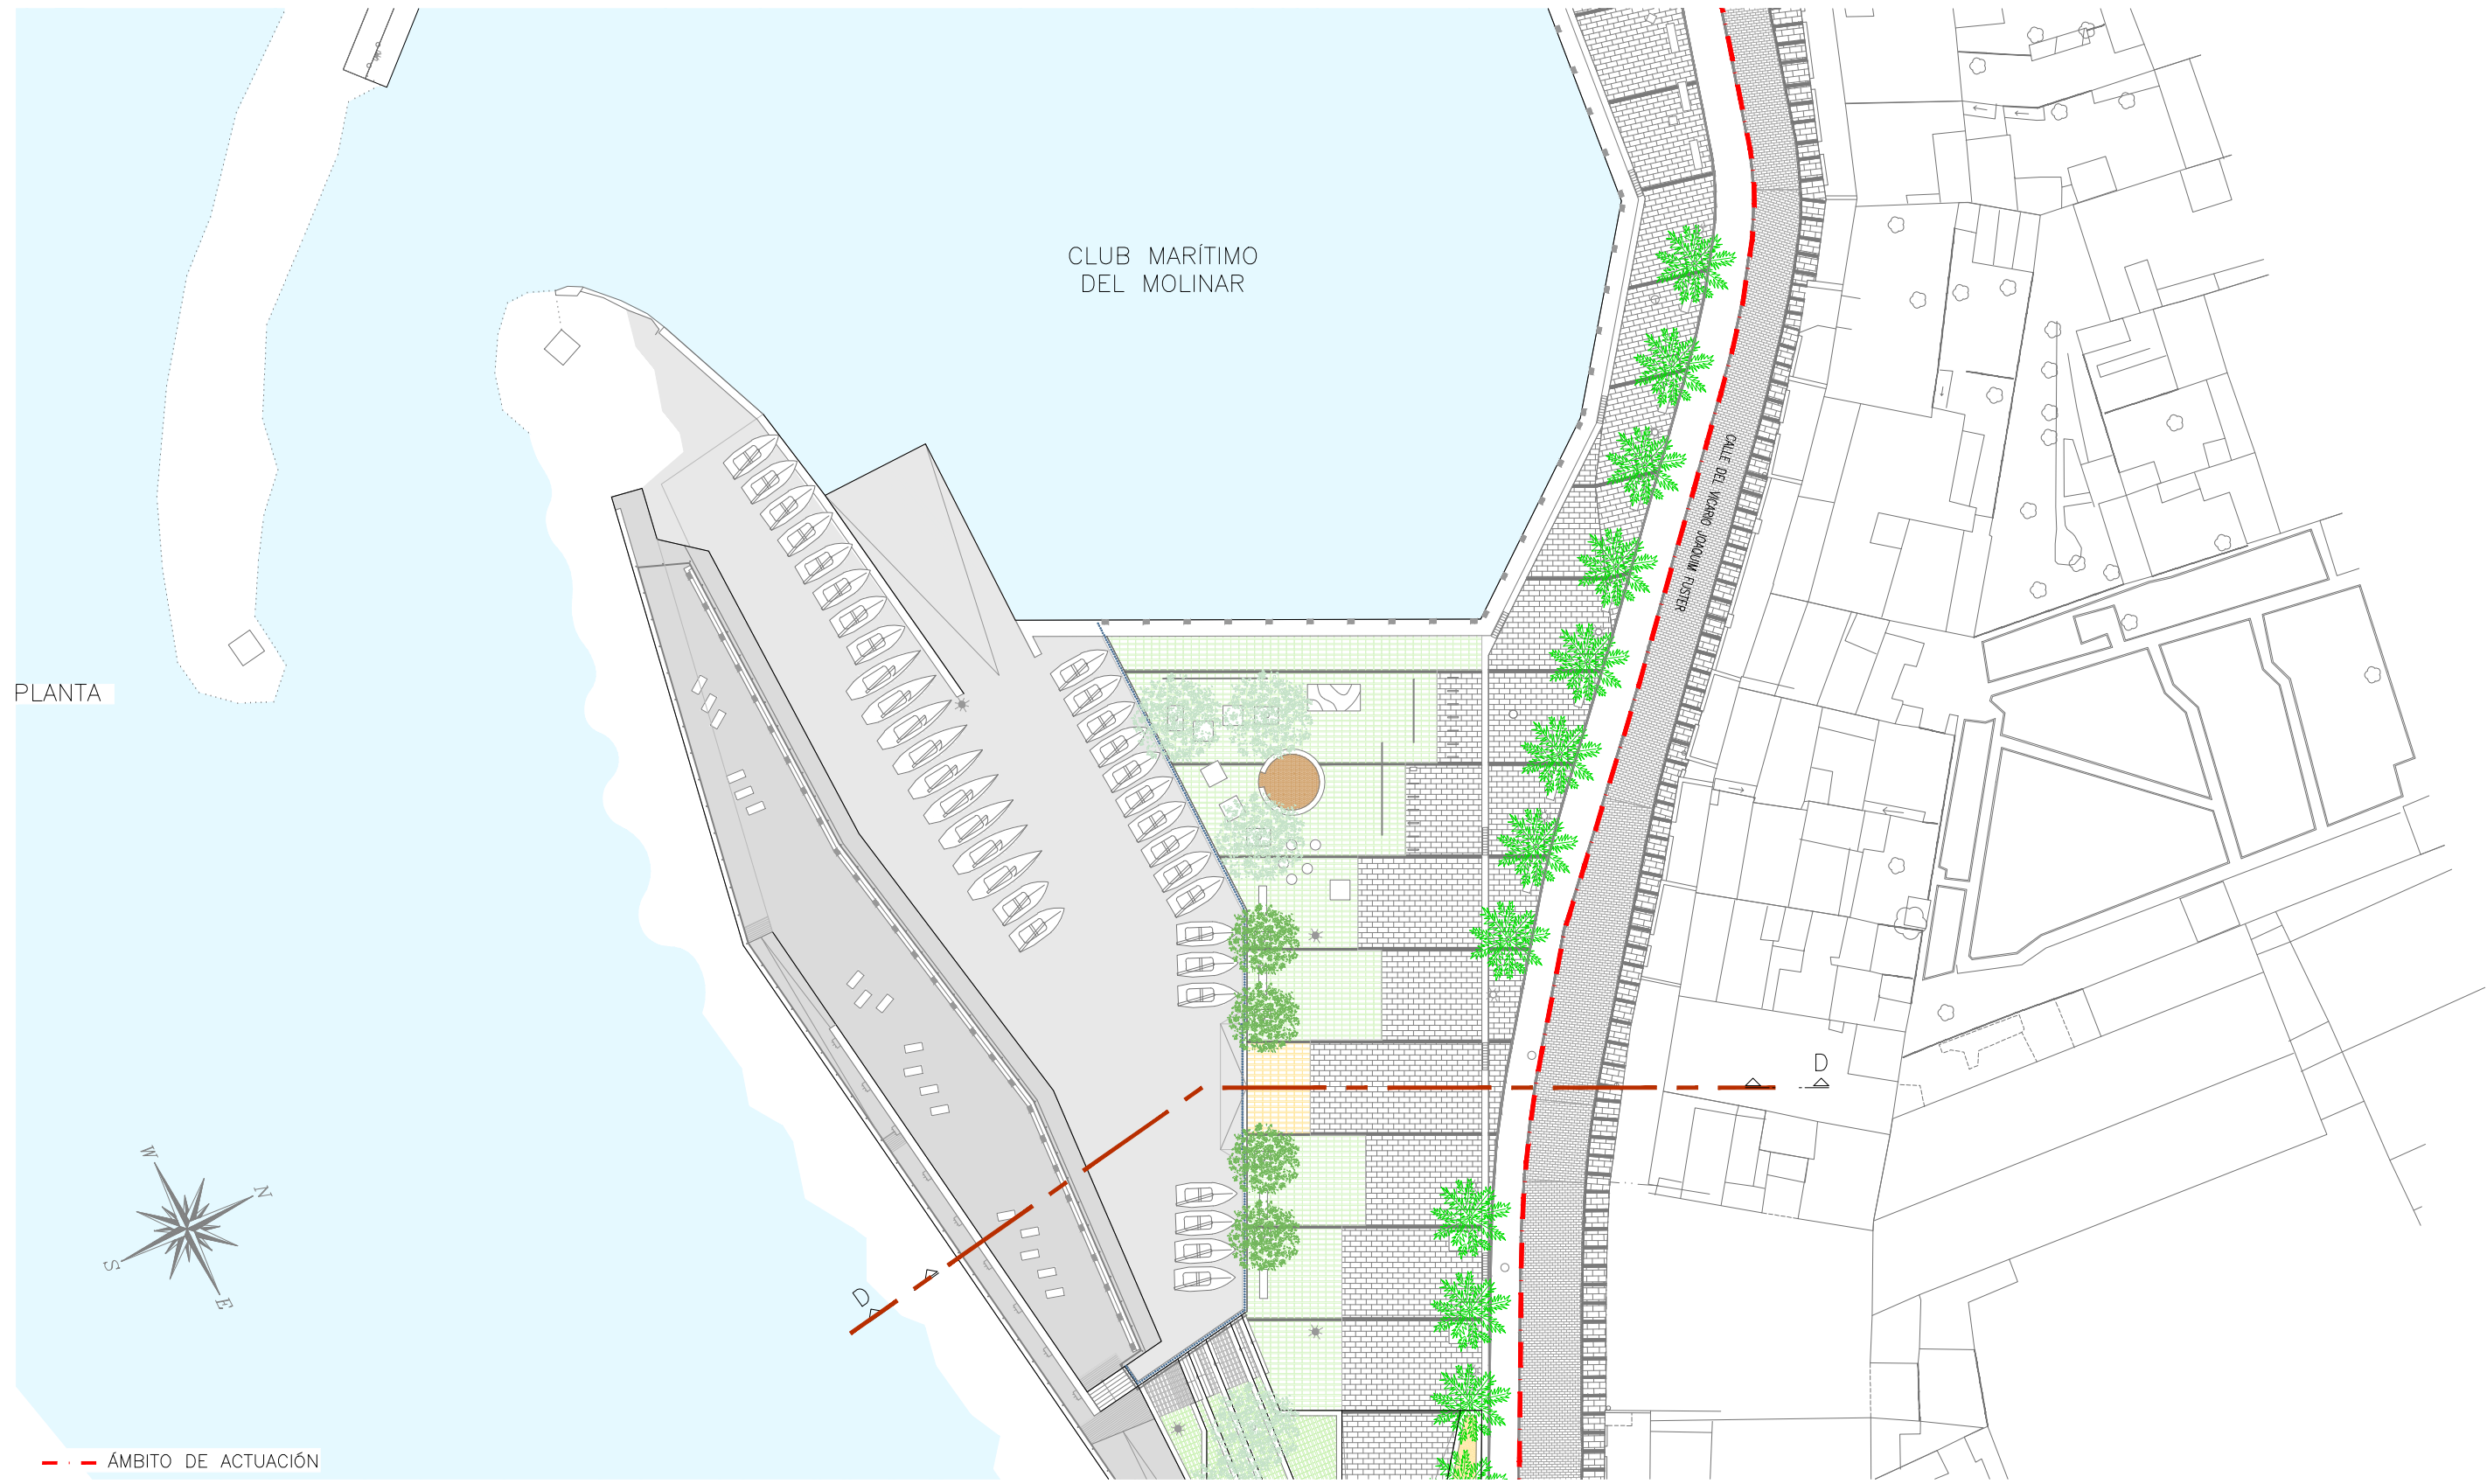 CLUB MARÍTIMO
DEL MOLINAR
CALLE DEL VICARIO JOAQUIM FUSTER
PLANTA
D
D
W
N
S
E
ÁMBITO DE ACTUACIÓN